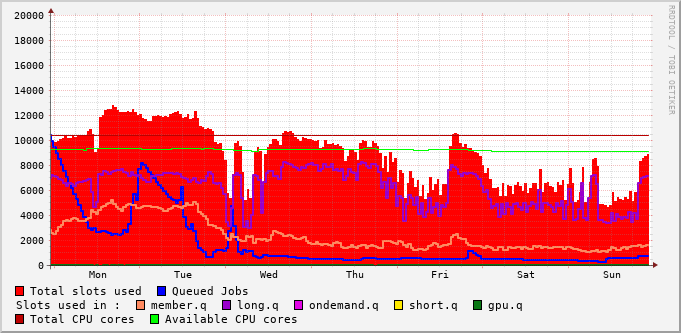 RRDTOOL / TOBI OETIKER
20000
18000
16000
14000
12000
10000
8000
6000
4000
2000
0
Mon Tue Wed Thu Fri Sat Sun
Total slots used Queued Jobs
Slots used in : member.q long.q ondemand.q short.q gpu.q
Total CPU cores Available CPU cores